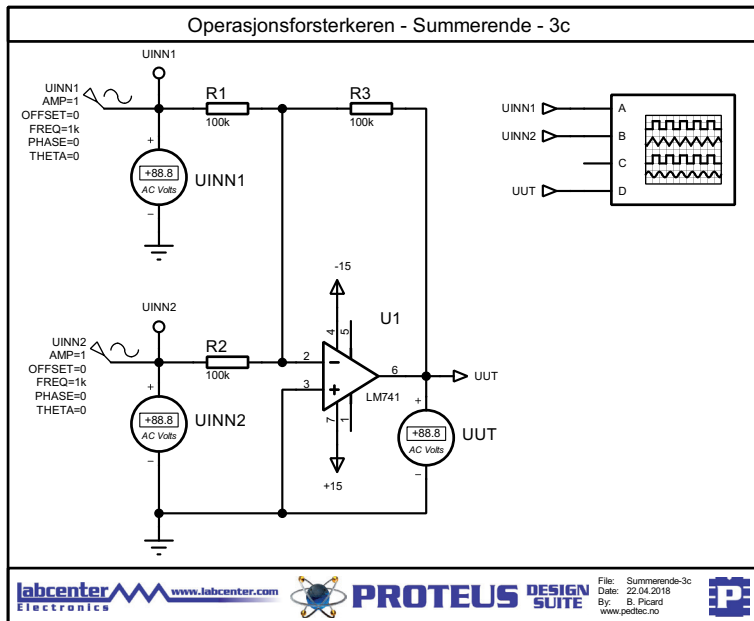 Operasjonsforsterkeren - Summerende - 3c
UINN1
UINN1
AMP=1
OFFSET=0
FREQ=1k
PHASE=0
THETA=0
R1
100k
R3
100k
+
+88.8
AC Volts
−
UINN1
UINN1
UINN2
UUT
A
B
C
D
UINN2
UINN2
AMP=1
OFFSET=0
FREQ=1k
PHASE=0
THETA=0
R2
100k
-15
4
5
U1
2
3
6
LM741
7
1
+15
UUT
+
+88.8
AC Volts
−
UINN2
+
+88.8
AC Volts
−
UUT
labcenter
Electronics
www.labcenter.com
PROTEUS
DESIGN
SUITE
File: Summerende-3c
Date: 22.04.2018
By: B. Picard
www.pedtec.no
P